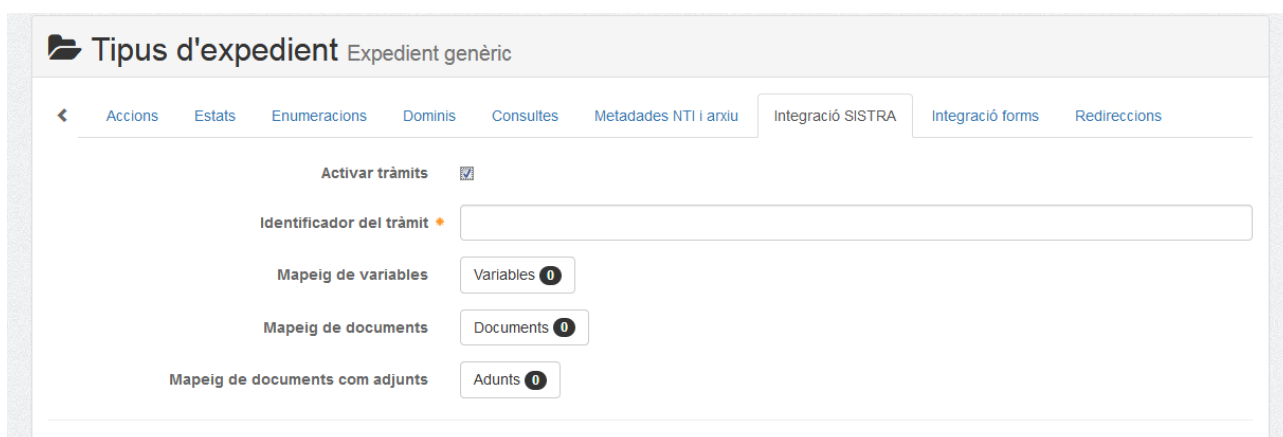 Tipus d'expedient Expedient genèric
Accions Estats Enumeracions Dominis Consultes Metadades NTI i arxiu Integració SISTRA Integració forms Redireccions
Activar tràmits
Identificador del tràmit
Mapeig de variables Variables 0
Mapeig de documents Documents 0
Mapeig de documents com adjunts Adunts 0